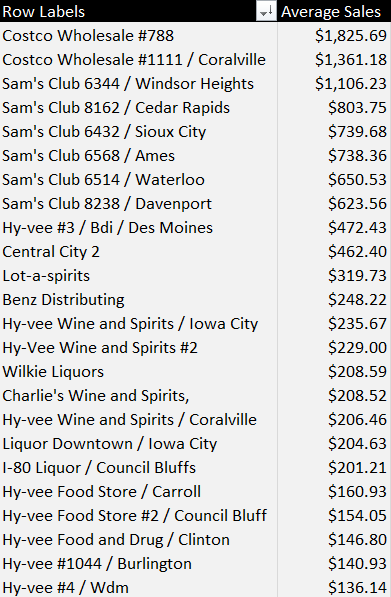 Row Labels Average Sales
Costco Wholesale #788 $1,825.69
Costco Wholesale #1111 / Coralville $1,361.18
Sam's Club 6344 / Windsor Heights $1,106.23
Sam's Club 8162 / Cedar Rapids $803.75
Sam's Club 6432 / Sioux City $739.68
Sam's Club 6568 / Ames $738.36
Sam's Club 6514 / Waterloo $650.53
Sam's Club 8238 / Davenport $623.56
Hy-vee #3 / Bdi / Des Moines $472.43
Central City 2 $462.40
Lot-a-spirits $319.73
Benz Distributing $248.22
Hy-vee Wine and Spirits / Iowa City $235.67
Hy-Vee Wine and Spirits #2 $229.00
Wilkie Liquors $208.59
Charlie's Wine and Spirits, $208.52
Hy-vee Wine and Spirits / Coralville $206.46
Liquor Downtown / Iowa City $204.63
I-80 Liquor / Council Bluffs $201.21
Hy-vee Food Store / Carroll $160.93
Hy-vee Food Store #2 / Council Bluff $154.05
Hy-vee Food and Drug / Clinton $146.80
Hy-vee #1044 / Burlington $140.93
Hy-vee #4 / Wdm $136.14